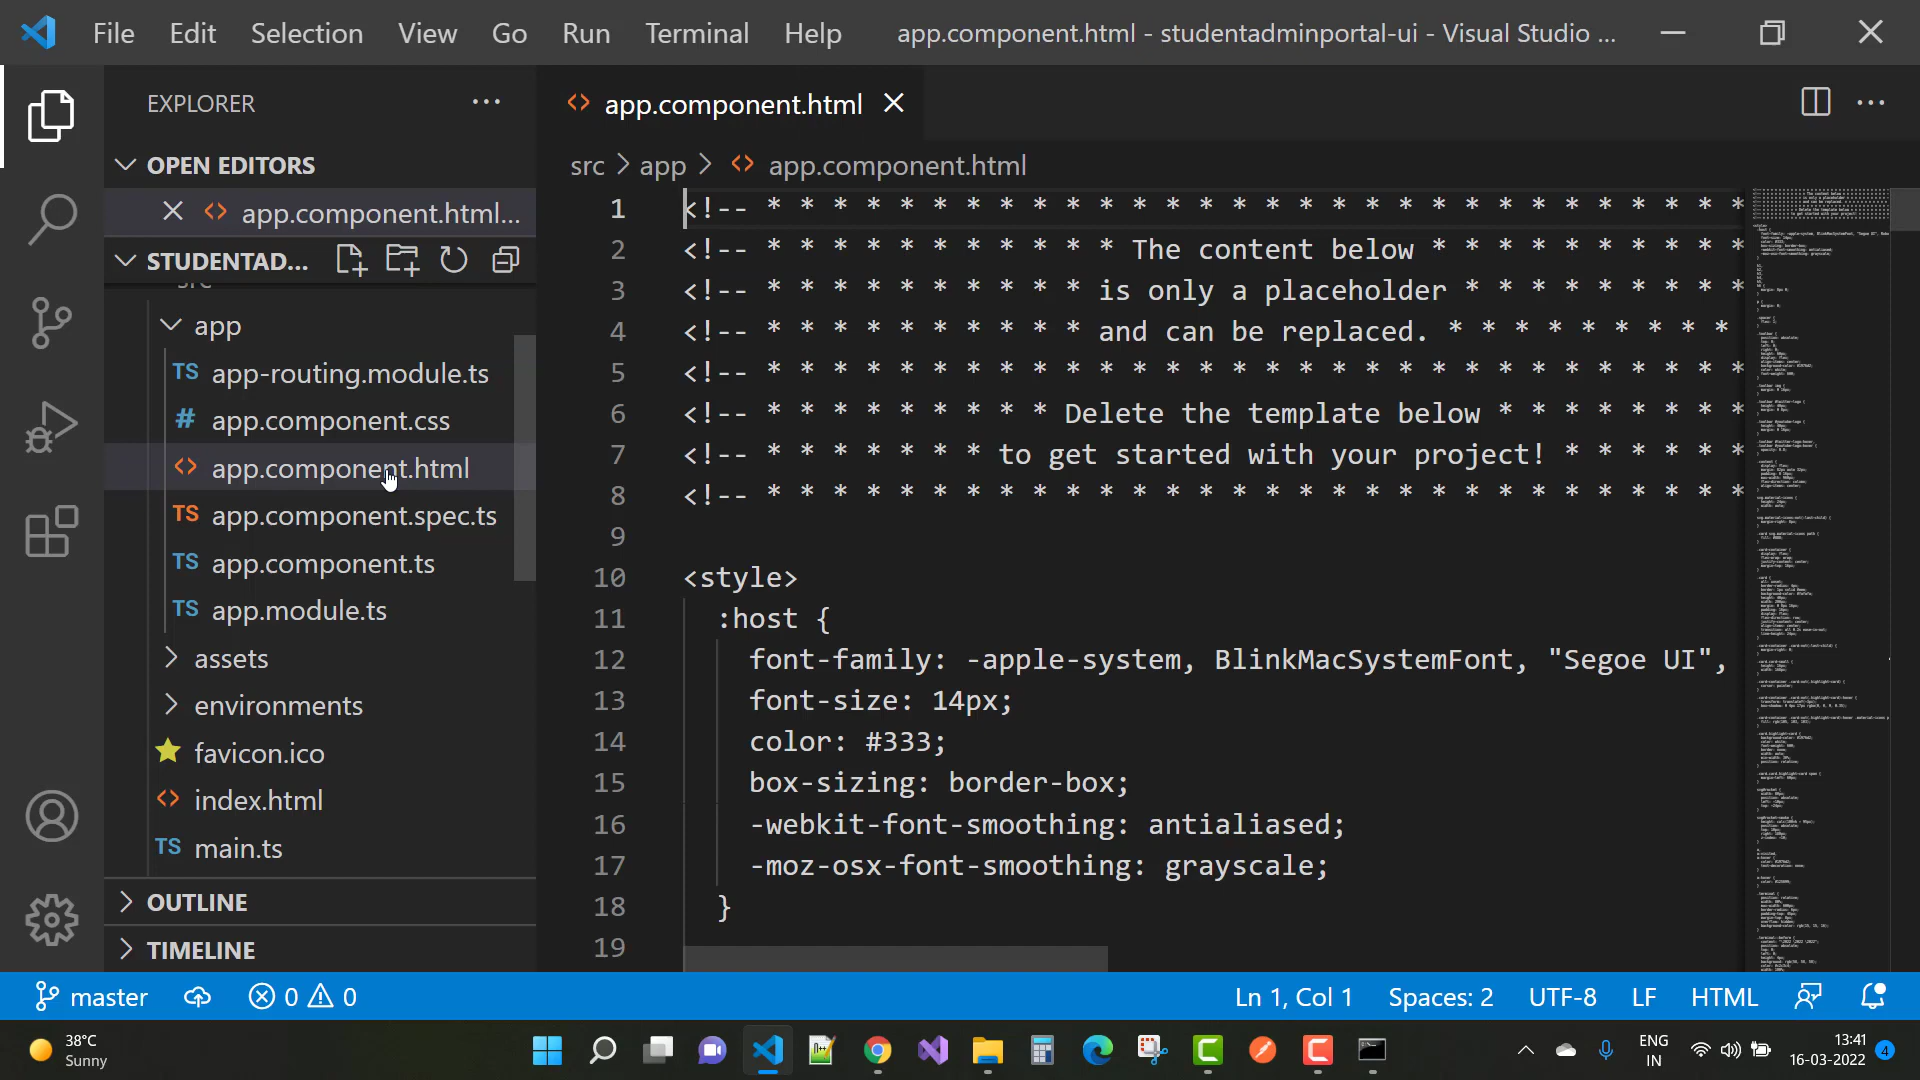 File Edit Selection View Go Run Terminal Help app.component.html - studentadminportal-ui - Visual Studio ...
EXPLORER
OPEN EDITORS
app.component.html...
STUDENTAD...
src
app
app-routing.module.ts
app.component.css
app.component.html
app.component.spec.ts
app.component.ts
app.module.ts
assets
environments
favicon.ico
index.html
main.ts
OUTLINE
TIMELINE
app.component.html
src > app > app.component.html
1 <!-- * * * * * * * * * * * * * * * * * * * * * * * * * * * * * *
2 <!-- * * * * * * * * * * * The content below * * * * * * * * * *
3 <!-- * * * * * * * * * * is only a placeholder * * * * * * * * *
4 <!-- * * * * * * * * * * and can be replaced. * * * * * * * * *
5 <!-- * * * * * * * * * * * * * * * * * * * * * * * * * * * * * *
6 <!-- * * * * * * * * * Delete the template below * * * * * * * *
7 <!-- * * * * * * * to get started with your project! * * * * * *
8 <!-- * * * * * * * * * * * * * * * * * * * * * * * * * * * * * *
9
10 <style>
11 :host {
12 font-family: -apple-system, BlinkMacSystemFont, "Segoe UI",
13 font-size: 14px;
14 color: #333;
15 box-sizing: border-box;
16 -webkit-font-smoothing: antialiased;
17 -moz-osx-font-smoothing: grayscale;
18 }
19
master 0 0 Ln 1, Col 1 Spaces: 2 UTF-8 LF HTML
38°C
Sunny
ENG
IN
13:41
16-03-2022
4